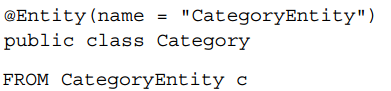 @Entity(name = "CategoryEntity")
public class Category
FROM CategoryEntity c